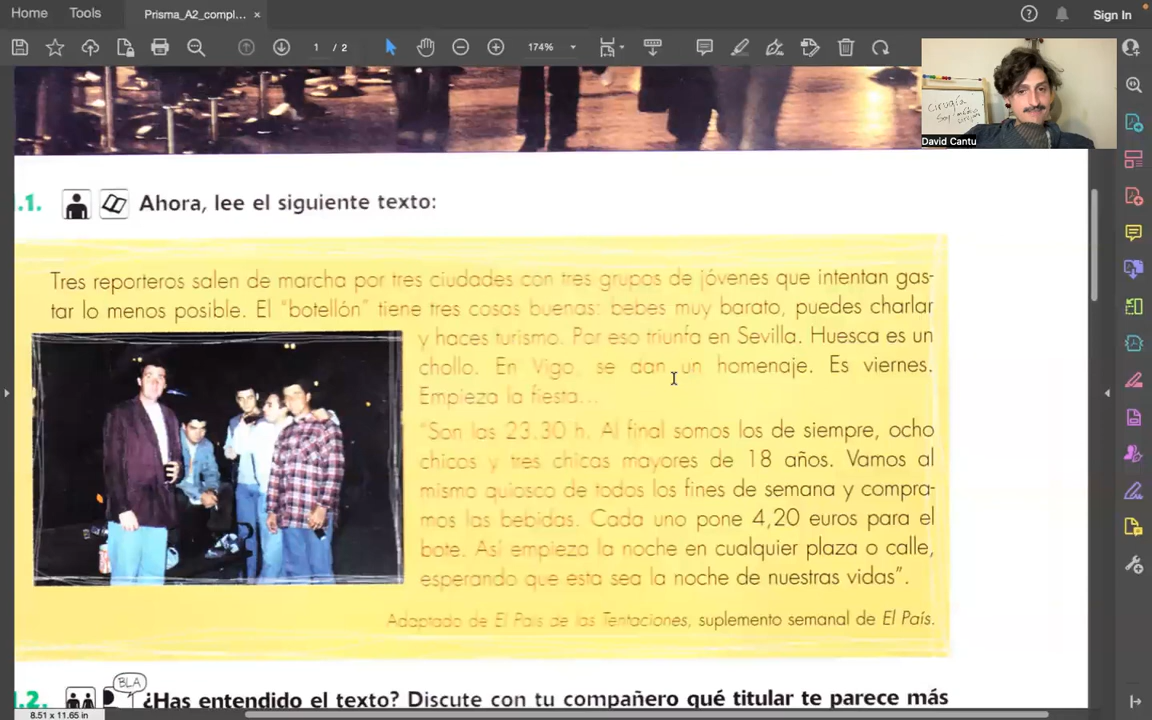 Home Tools Prisma_A2_compl... × Sign In
1 / 2 174%
cirugía
Soy médico
cirujano
David Cantu
.1. Ahora, lee el siguiente texto:
Tres reporteros salen de marcha por tres ciudades con tres grupos de jóvenes que intentan gas-
tar lo menos posible. El "botellón" tiene tres cosas buenas: bebes muy barato, puedes charlar
y haces turismo. Por eso triunfa en Sevilla. Huesca es un
chollo. En Vigo, se dan un homenaje. Es viernes.
Empieza la fiesta...
"Son las 23.30 h. Al final somos los de siempre, ocho
chicos y tres chicas mayores de 18 años. Vamos al
mismo quiosco de todos los fines de semana y compra-
mos las bebidas. Cada uno pone 4,20 euros para el
bote. Así empieza la noche en cualquier plaza o calle,
esperando que esta sea la noche de nuestras vidas".
Adaptado de El País de las Tentaciones, suplemento semanal de El País.
BLA
.2. ¿Has entendido el texto? Discute con tu compañero qué titular te parece más
8.51 x 11.65 in